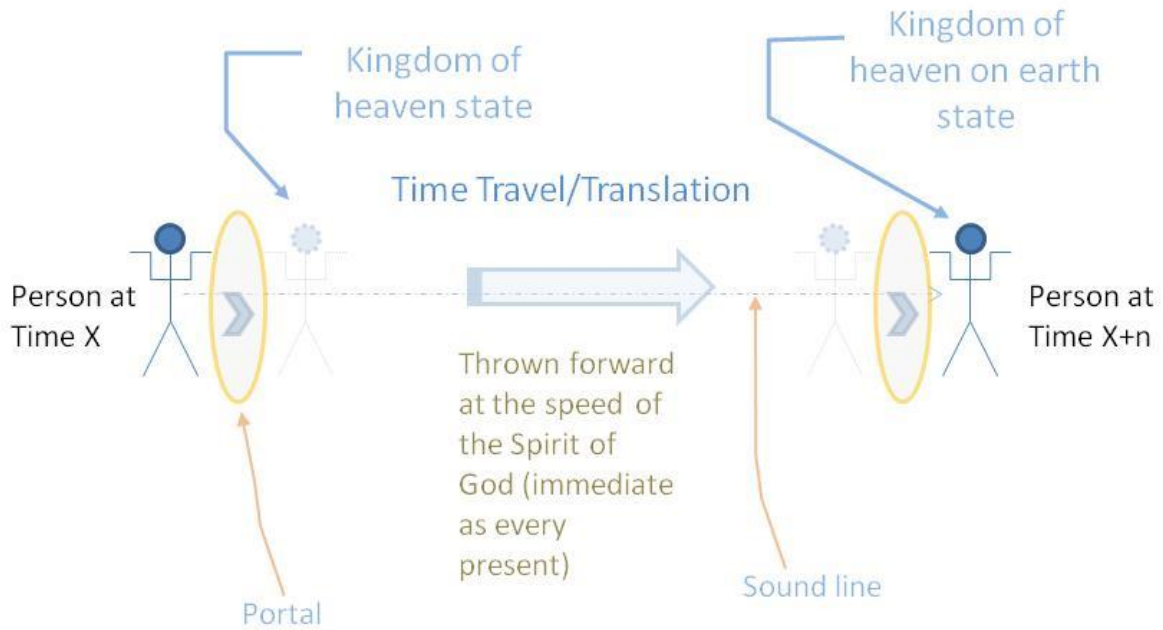 Kingdom of
heaven state
Kingdom of
heaven on earth
state
Time Travel/Translation
Person at
Time X
Person at
Time X+n
Thrown forward
at the speed of
the Spirit of
God (immediate
as every
present)
Sound line
Portal